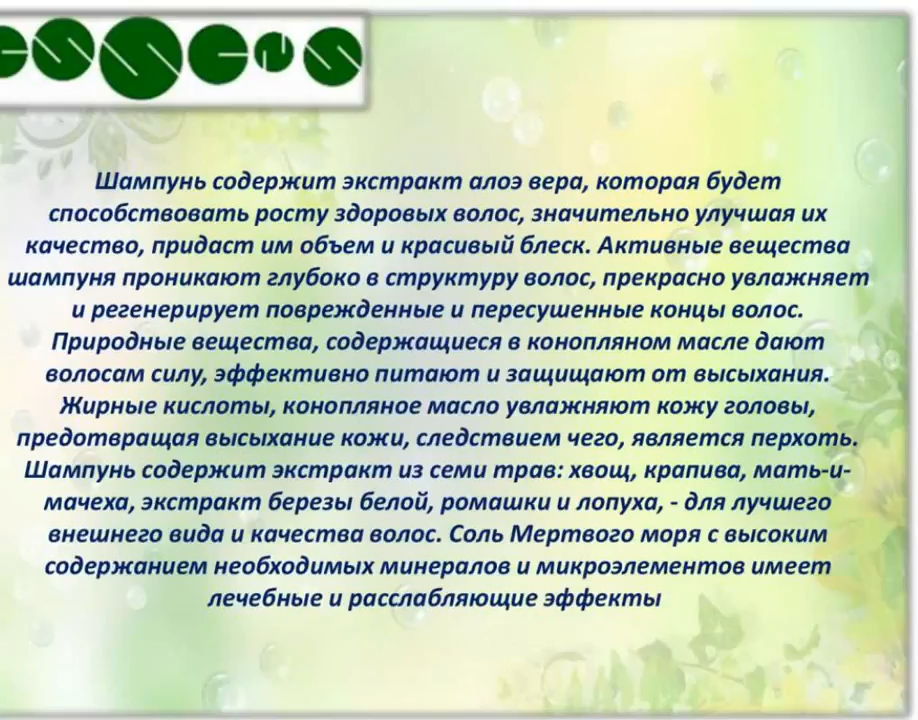 essens
Шампунь содержит экстракт алоэ вера, которая будет
способствовать росту здоровых волос, значительно улучшая их
качество, придаст им объем и красивый блеск. Активные вещества
шампуня проникают глубоко в структуру волос, прекрасно увлажняет
и регенерирует поврежденные и пересушенные концы волос.
Природные вещества, содержащиеся в конопляном масле дают
волосам силу, эффективно питают и защищают от высыхания.
Жирные кислоты, конопляное масло увлажняют кожу головы,
предотвращая высыхание кожи, следствием чего, является перхоть.
Шампунь содержит экстракт из семи трав: хвощ, крапива, мать-и-
мачеха, экстракт березы белой, ромашки и лопуха, - для лучшего
внешнего вида и качества волос. Соль Мертвого моря с высоким
содержанием необходимых минералов и микроэлементов имеет
лечебные и расслабляющие эффекты